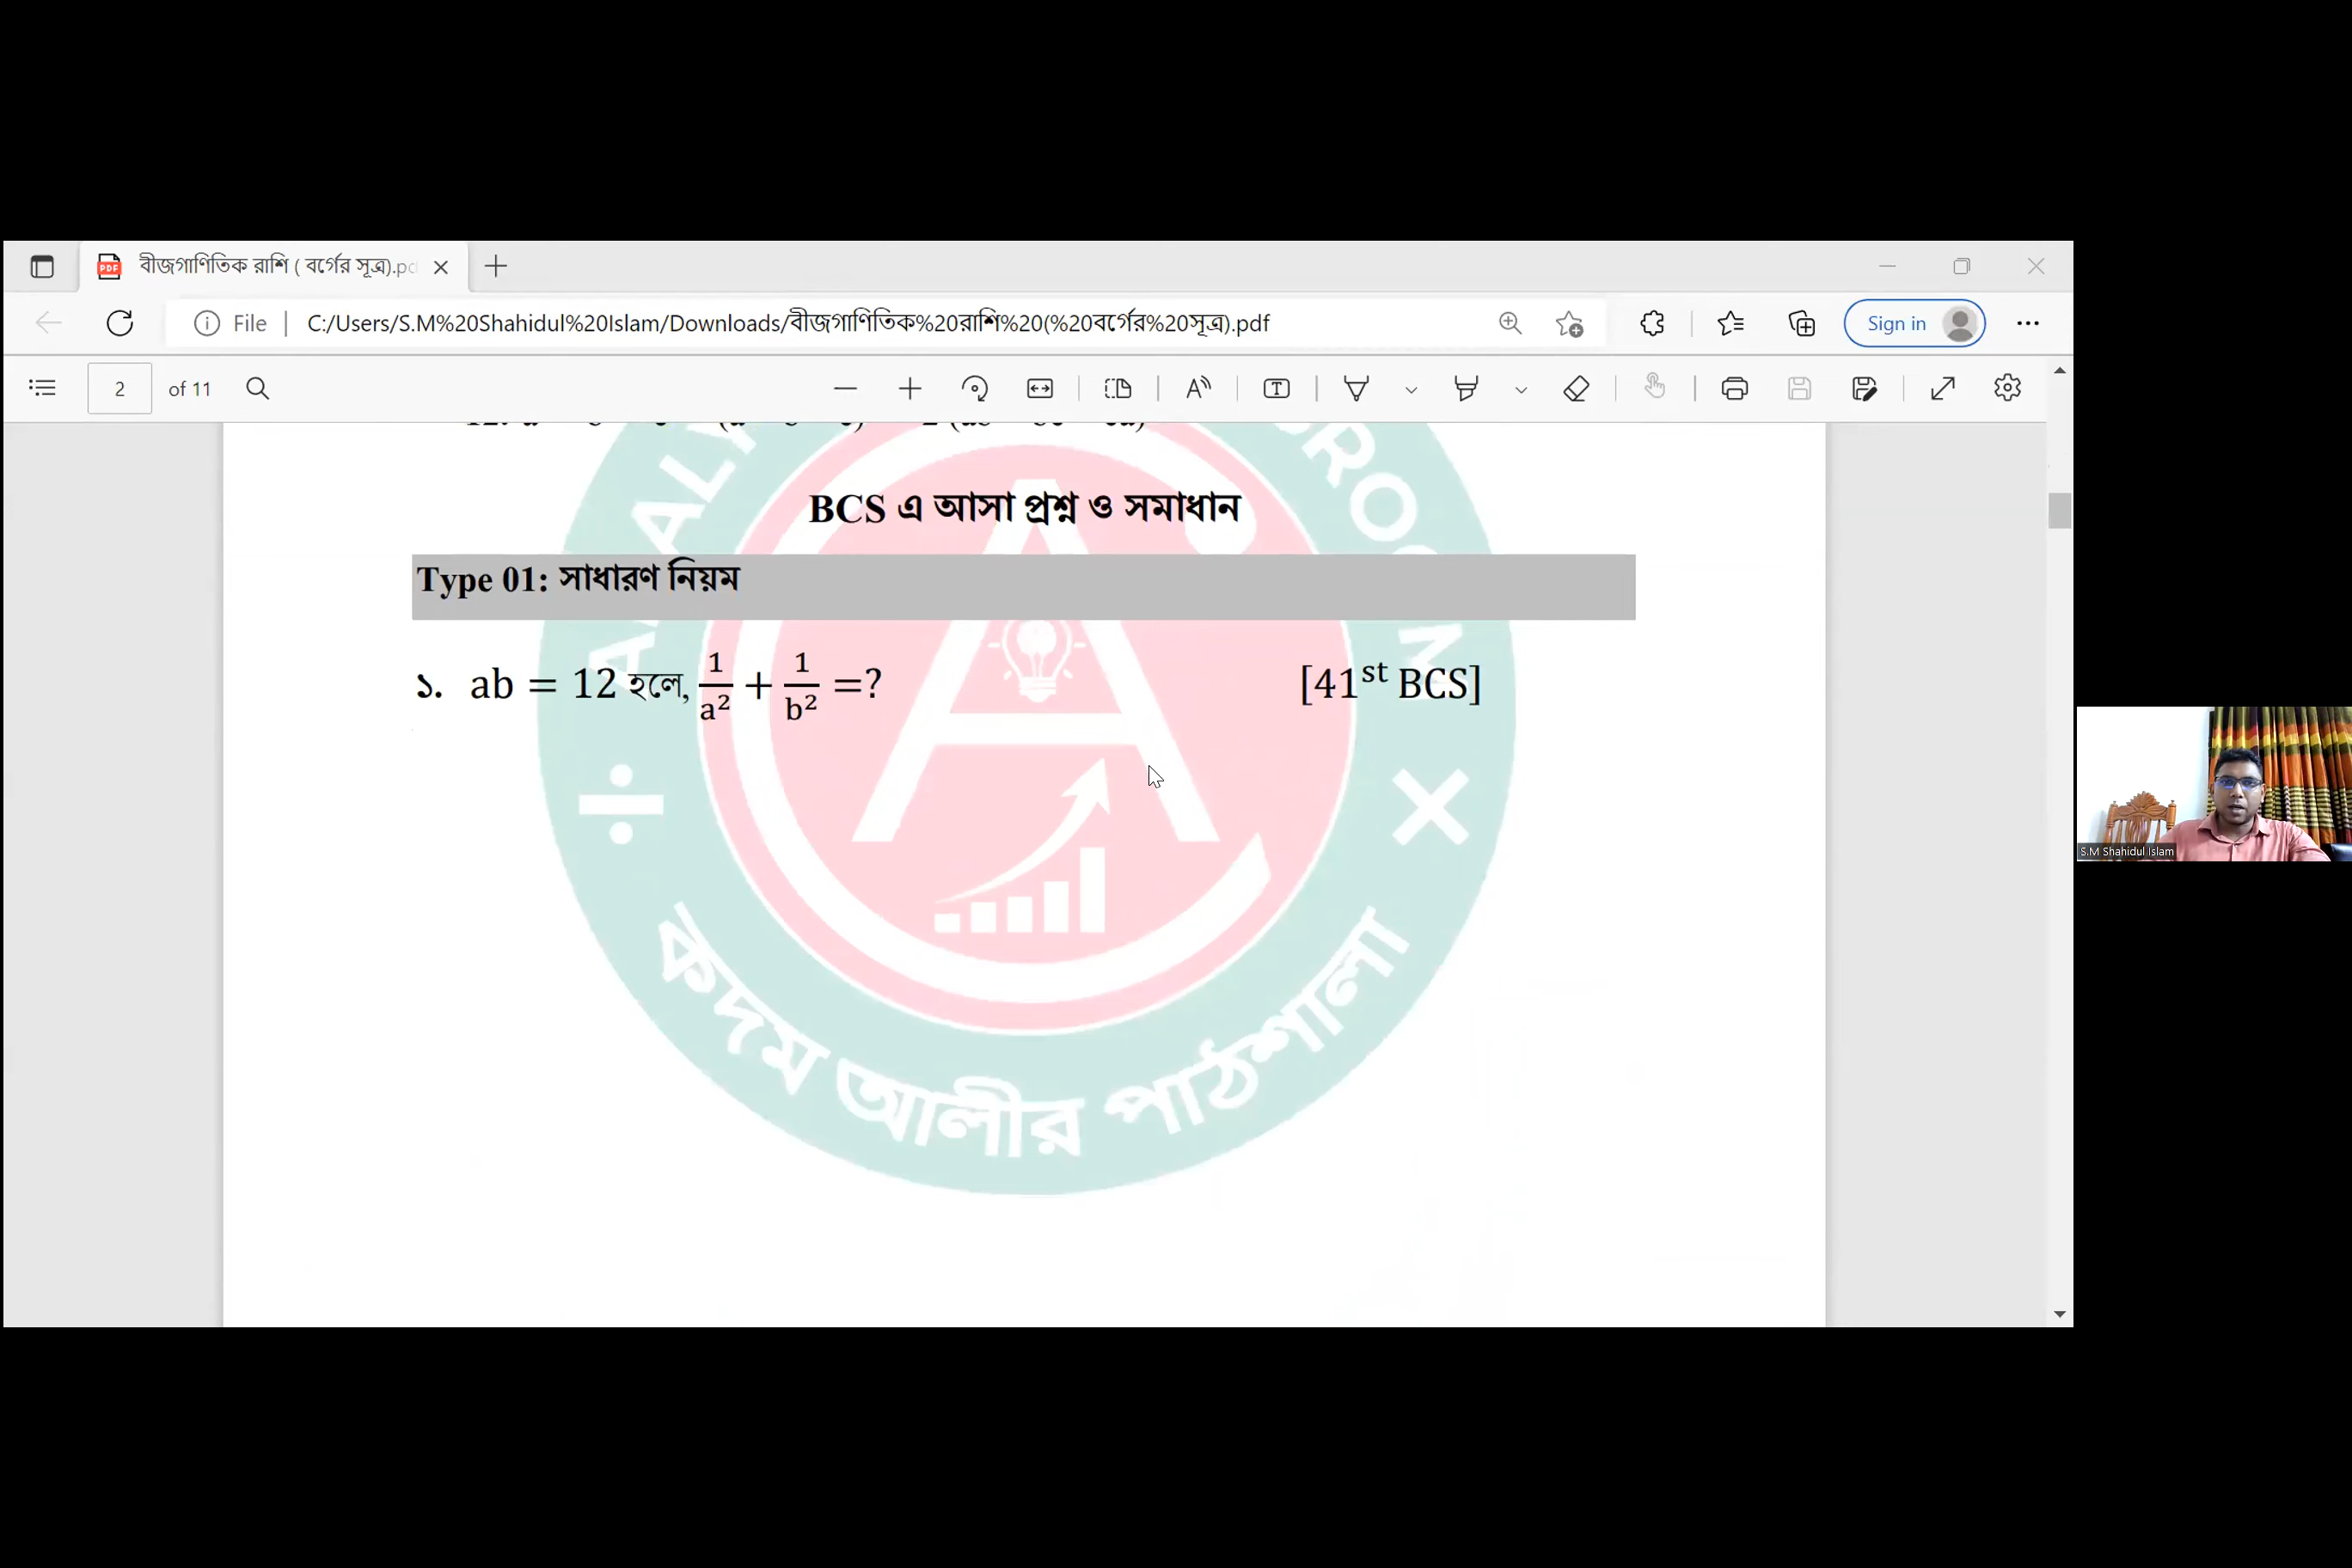 বীজগাণিতিক রাশি ( বর্গের সূত্র).pd
File
C:/Users/S.M%20Shahidul%20Islam/Downloads/বীজগাণিতিক%20রাশি%20(%20বর্গের%20সূত্র).pdf
Sign in
2 of 11
BCS এ আসা প্রশ্ন ও সমাধান
Type 01: সাধারণ নিয়ম
১. ab = 12 হলে, 1/a² + 1/b² =? [41st BCS]
কদম আলীর পাঠশালা
S.M Shahidul Islam